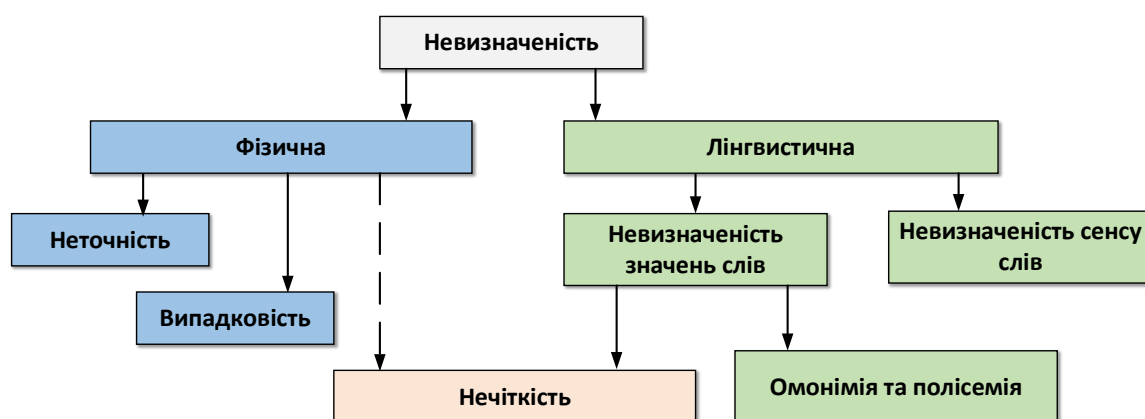 Невизначеність
Фізична
Лінгвистична
Неточність
Невизначеність
значень слів
Невизначеність сенсу
слів
Випадковість
Нечіткість
Омонімія та полісемія